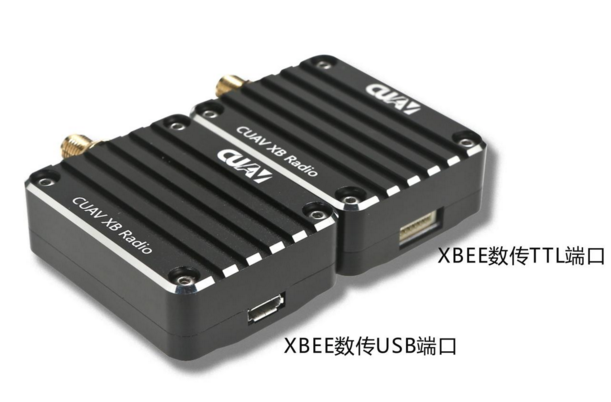 CUAV
CUAV XB Radio
CUAV
CUAV XB Radio
XBEE数传TTL端口
XBEE数传USB端口